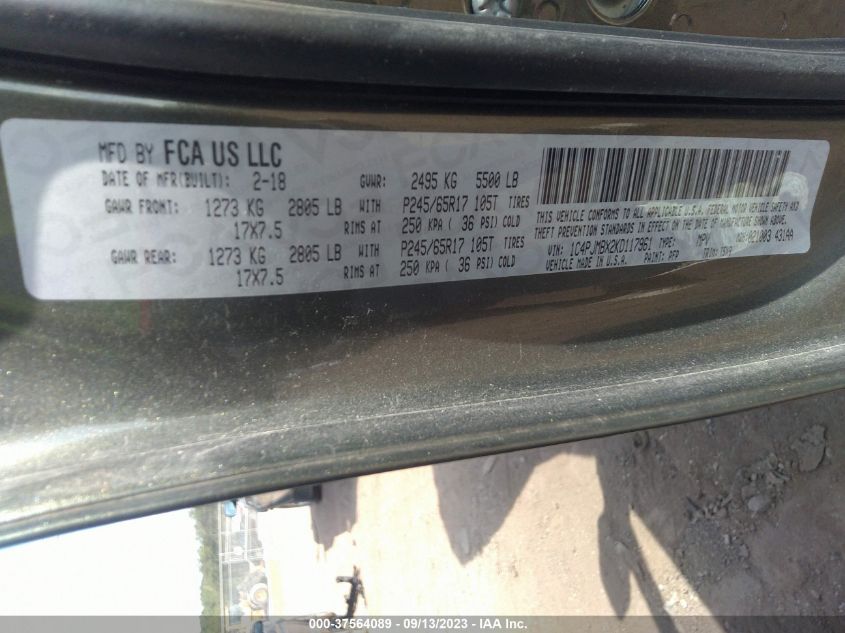 MFD BY FCA US LLC
DATE OF MFR(BUILT): 2-18 GVWR: 2495 KG 5500 LB
GAWR FRONT: 1273 KG 2805 LB WITH P245/65R17 105T TIRES
17X7.5 RIMS AT 250 KPA ( 36 PSI) COLD
GAWR REAR: 1273 KG 2805 LB WITH P245/65R17 105T TIRES
17X7.5 RIMS AT 250 KPA ( 36 PSI) COLD
THIS VEHICLE CONFORMS TO ALL APPLICABLE U.S.A. FEDERAL MOTOR VEHICLE SAFETY AND
THEFT PREVENTION STANDARDS IN EFFECT ON THE DATE OF MANUFACTURE SHOWN ABOVE.
VIN: 1C4PJMBX2KD117961 TYPE: MPV 431AA
VEHICLE MADE IN U.S.A. PAINT: PFP TRIM:
000-37564089 - 09/13/2023 - IAA Inc.